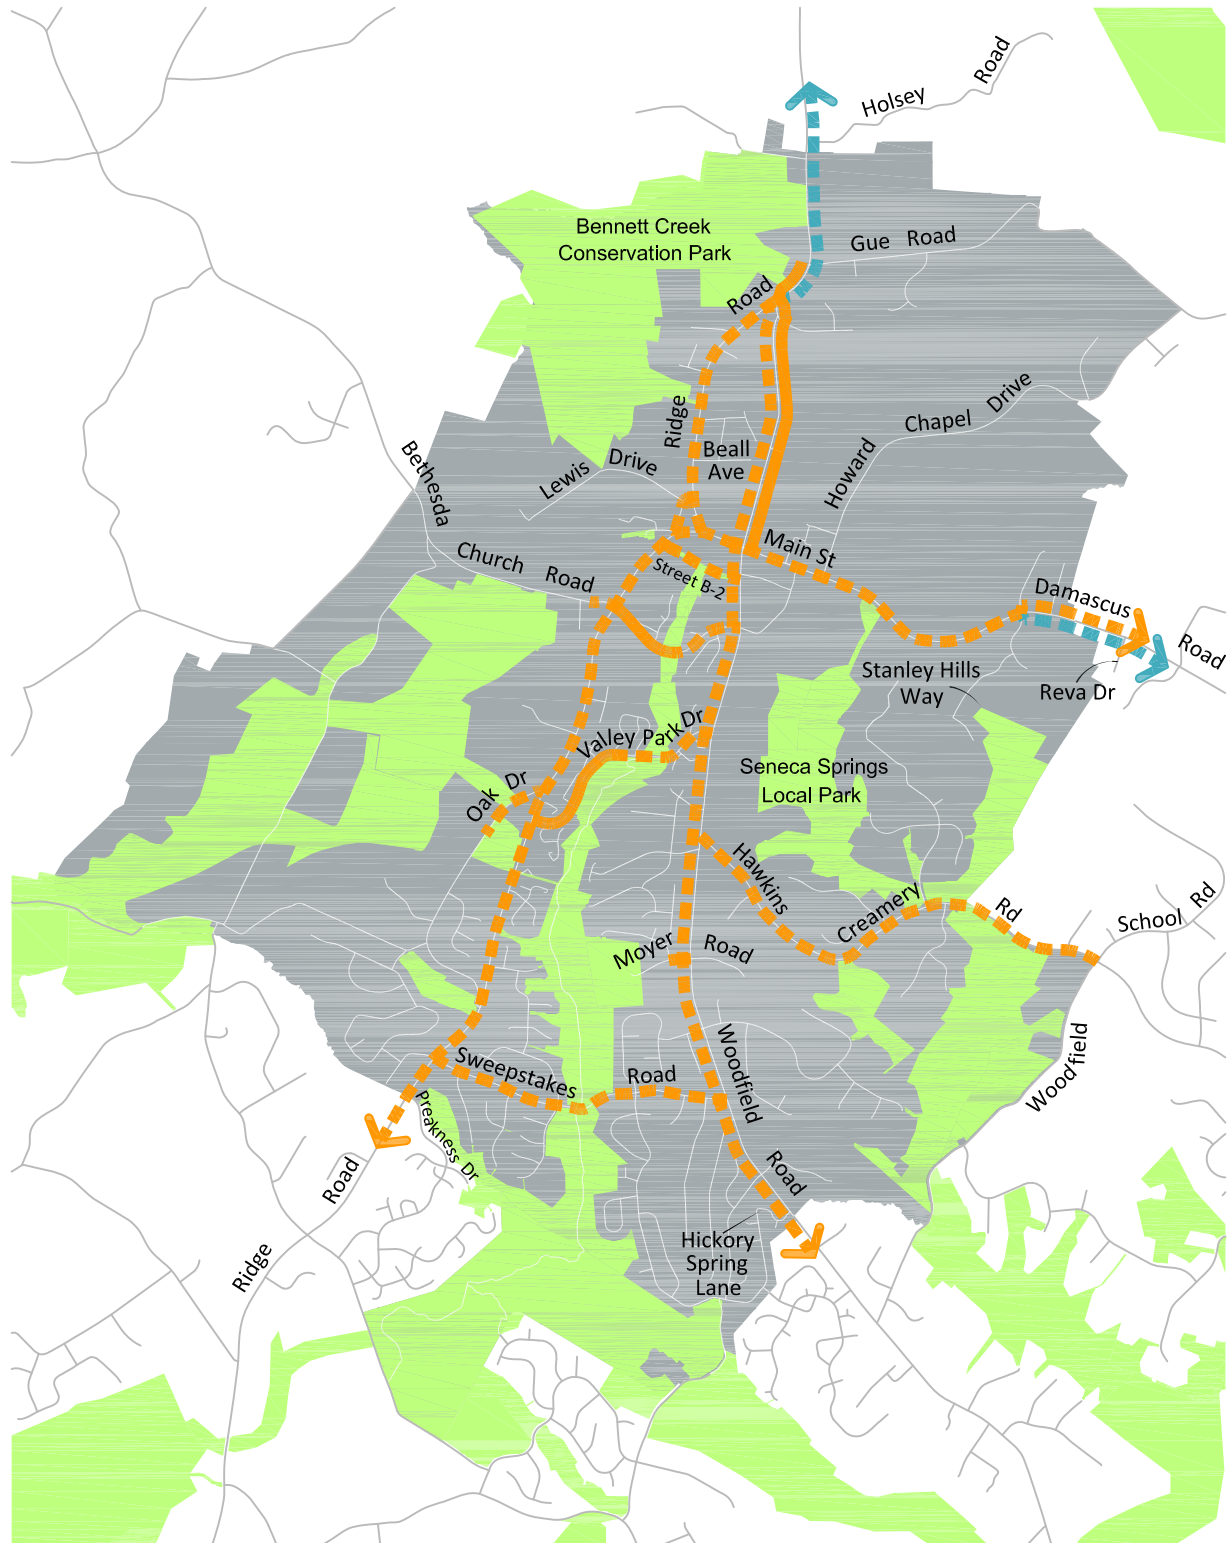 Holsey Road
Bennett Creek
Conservation Park
Gue Road
Ridge Road
Beall
Ave
Lewis Drive
Howard Chapel Drive
Bethesda Church Road
Main St
Street B-2
Damascus Road
Stanley Hills
Way
Reva Dr
Valley Park Dr
Oak Dr
Seneca Springs
Local Park
Hawkins Creamery Rd
School Rd
Moyer Road
Woodfield
Sweepstakes Road
Woodfield Road
Preakness Dr
Ridge Road
Hickory
Spring
Lane